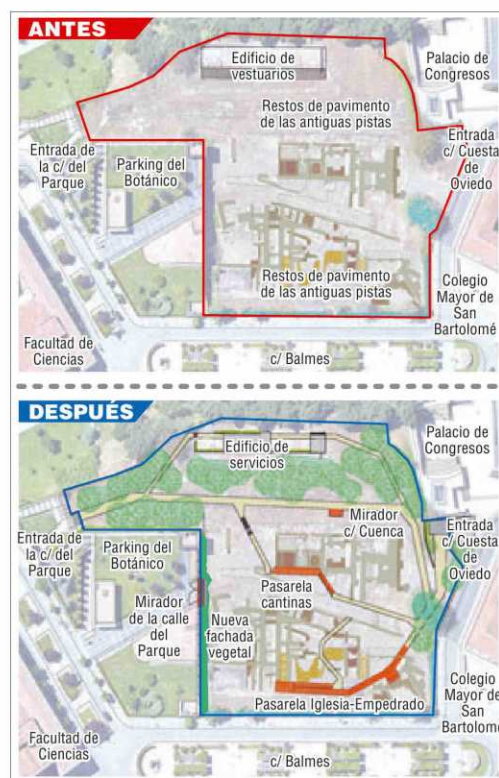 ANTES
Edificio de
vestuarios
Palacio de
Congresos
Restos de pavimento
de las antiguas pistas
Entrada de
la c/ del
Parque
Parking del
Botánico
Entrada
c/ Cuesta
de
Oviedo
Restos de pavimento
de las antiguas pistas
Colegio
Mayor de
San
Bartolomé
Facultad de
Ciencias
c/ Balmes
DESPUÉS
Edificio de
servicios
Palacio de
Congresos
Mirador
c/ Cuenca
Entrada de
la c/ del
Parque
Parking del
Botánico
Entrada
c/ Cuesta
de
Oviedo
Mirador
de la calle
del
Parque
Pasarela
cantinas
Nueva
fachada
vegetal
Pasarela Iglesia-Empedrado
Colegio
Mayor de
San
Bartolomé
Facultad de
Ciencias
c/ Balmes